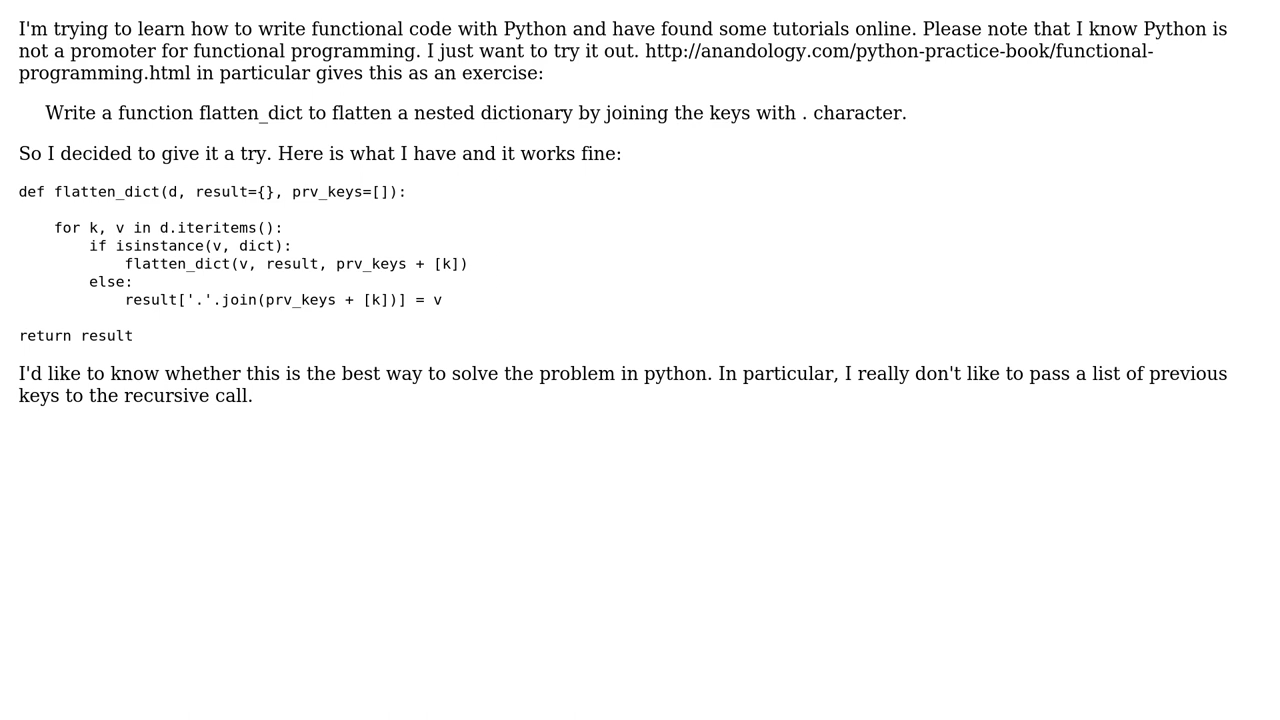 I'm trying to learn how to write functional code with Python and have found some tutorials online. Please note that I know Python is
not a promoter for functional programming. I just want to try it out. http://anandology.com/python-practice-book/functional-
programming.html in particular gives this as an exercise:
Write a function flatten_dict to flatten a nested dictionary by joining the keys with . character.
So I decided to give it a try. Here is what I have and it works fine:
def flatten_dict(d, result={}, prv_keys=[]):
    for k, v in d.iteritems():
        if isinstance(v, dict):
            flatten_dict(v, result, prv_keys + [k])
        else:
            result['.'.join(prv_keys + [k])] = v
return result
I'd like to know whether this is the best way to solve the problem in python. In particular, I really don't like to pass a list of previous
keys to the recursive call.